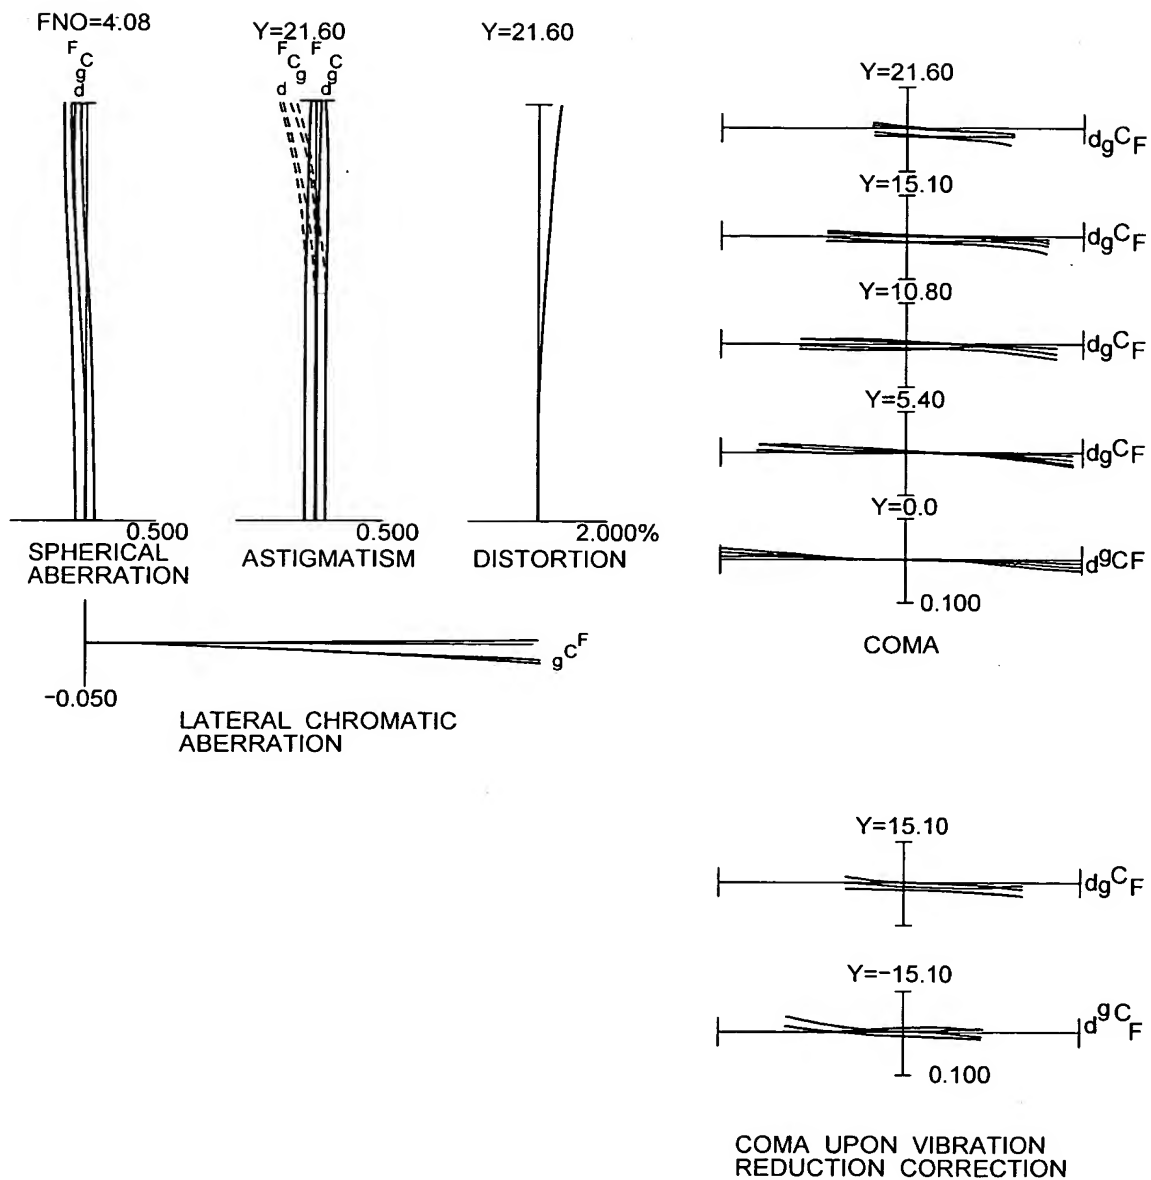 FNO=4.08
F
C
g
d
Y=21.60
F F
C C
g g
d d
Y=21.60
0.500
SPHERICAL
ABERRATION
0.500
ASTIGMATISM
2.000%
DISTORTION
Y=21.60
dgCF
Y=15.10
dgCF
Y=10.80
dgCF
Y=5.40
dgCF
Y=0.0
dgCF
0.100
COMA
gCF
−0.050
LATERAL CHROMATIC
ABERRATION
Y=15.10
dgCF
Y=−15.10
dgCF
0.100
COMA UPON VIBRATION
REDUCTION CORRECTION